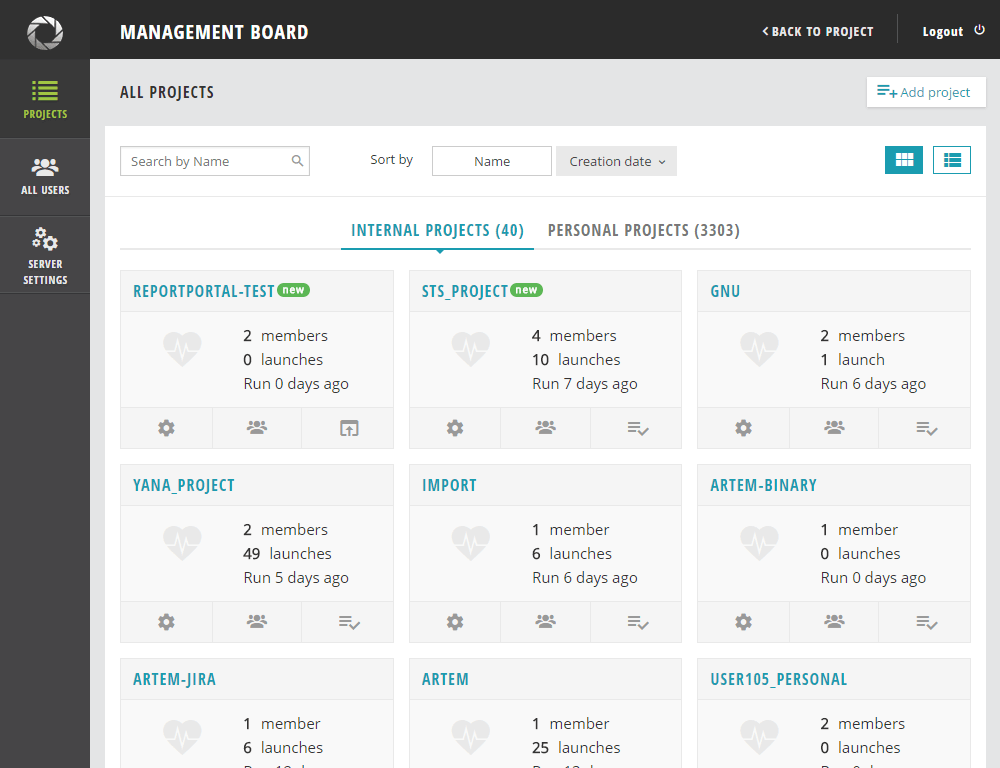 MANAGEMENT BOARD
BACK TO PROJECT
Logout
PROJECTS
ALL USERS
SERVER
SETTINGS
ALL PROJECTS
Add project
Search by Name
Sort by
Name
Creation date
INTERNAL PROJECTS (40)
PERSONAL PROJECTS (3303)
REPORTPORTAL-TEST new
2 members
0 launches
Run 0 days ago
STS_PROJECT new
4 members
10 launches
Run 7 days ago
GNU
2 members
1 launch
Run 6 days ago
YANA_PROJECT
2 members
49 launches
Run 5 days ago
IMPORT
1 member
6 launches
Run 6 days ago
ARTEM-BINARY
1 member
0 launches
Run 0 days ago
ARTEM-JIRA
1 member
6 launches
ARTEM
1 member
25 launches
USER105_PERSONAL
2 members
0 launches